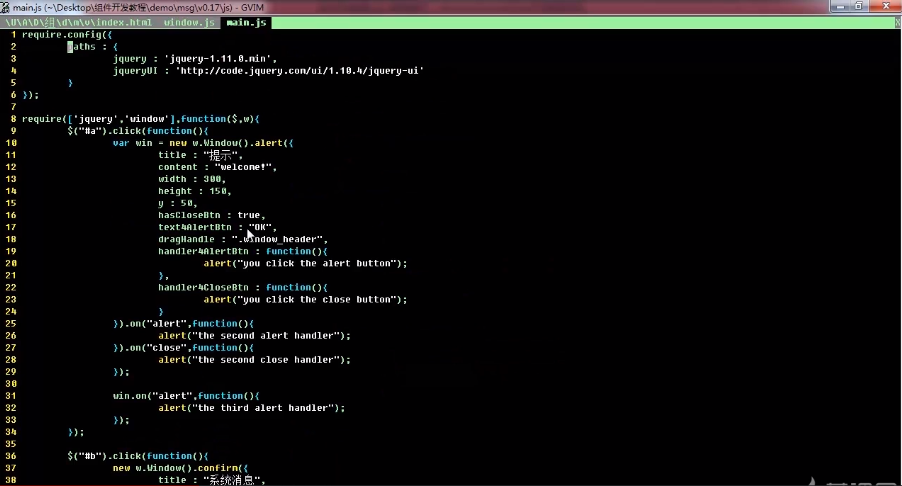 main.js (~\Desktop\组件开发教程\demo\msg\v0.17\js) - GVIM
\U\A\D\组\d\m\v\index.html window.js main.js X
1 require.config({
2 paths : {
3 jquery : 'jquery-1.11.0.min',
4 jqueryUI : 'http://code.jquery.com/ui/1.10.4/jquery-ui'
5 }
6 });
7
8 require(['jquery','window'],function($,w){
9 $("#a").click(function(){
10 var win = new w.Window().alert({
11 title : "提示",
12 content : "welcome!",
13 width : 300,
14 height : 150,
15 y : 50,
16 hasCloseBtn : true,
17 text4AlertBtn : "OK",
18 dragHandle : ".window_header",
19 handler4AlertBtn : function(){
20 alert("you click the alert button");
21 },
22 handler4CloseBtn : function(){
23 alert("you click the close button");
24 }
25 }).on("alert",function(){
26 alert("the second alert handler");
27 }).on("close",function(){
28 alert("the second close handler");
29 });
30
31 win.on("alert",function(){
32 alert("the third alert handler");
33 });
34 });
35
36 $("#b").click(function(){
37 new w.Window().confirm({
38 title : "系统消息",